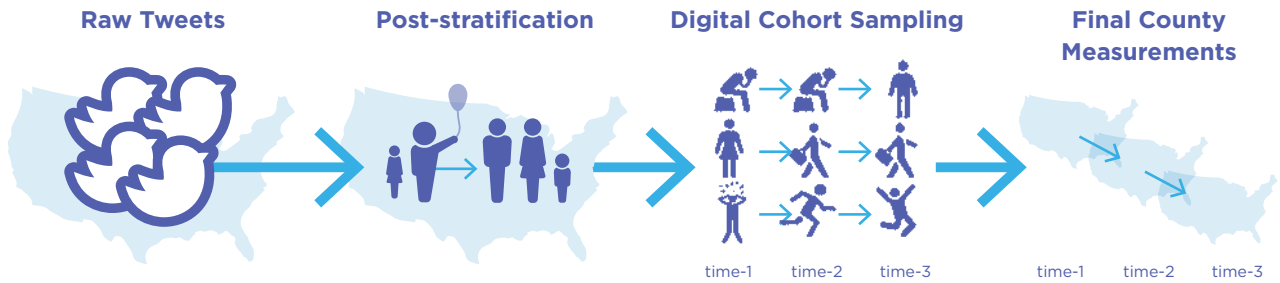 Raw Tweets
Post-stratification
Digital Cohort Sampling
Final County
Measurements
time-1
time-2
time-3
time-1
time-2
time-3